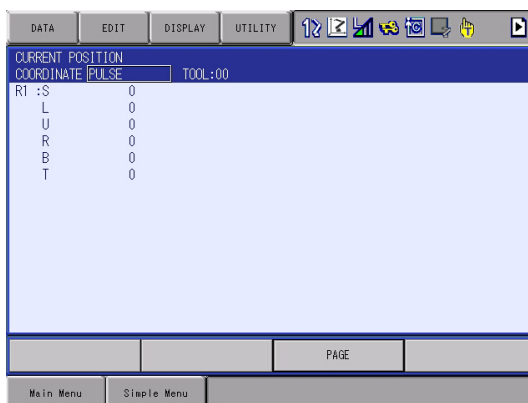 DATA EDIT DISPLAY UTILITY
CURRENT POSITION
COORDINATE PULSE TOOL:00
R1 :S 0
L 0
U 0
R 0
B 0
T 0
PAGE
Main Menu Simple Menu